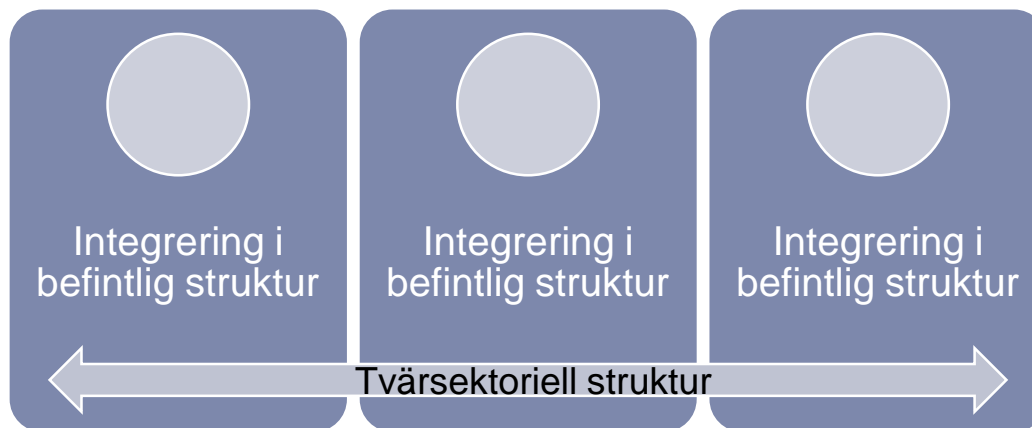 Integrering i
befintlig struktur
Integrering i
befintlig struktur
Integrering i
befintlig struktur
Tvärsektoriell struktur